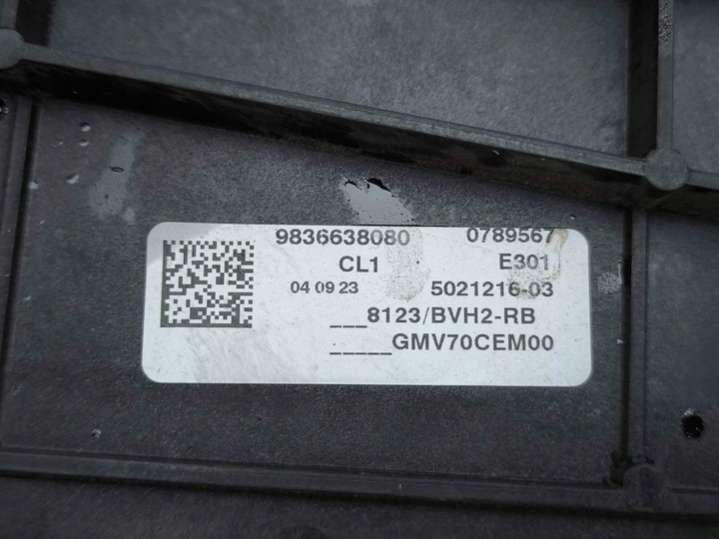 9836638080 0789567
CL1 E301
04 09 23 5021216-03
___8123/BVH2-RB
_____GMV70CEM00